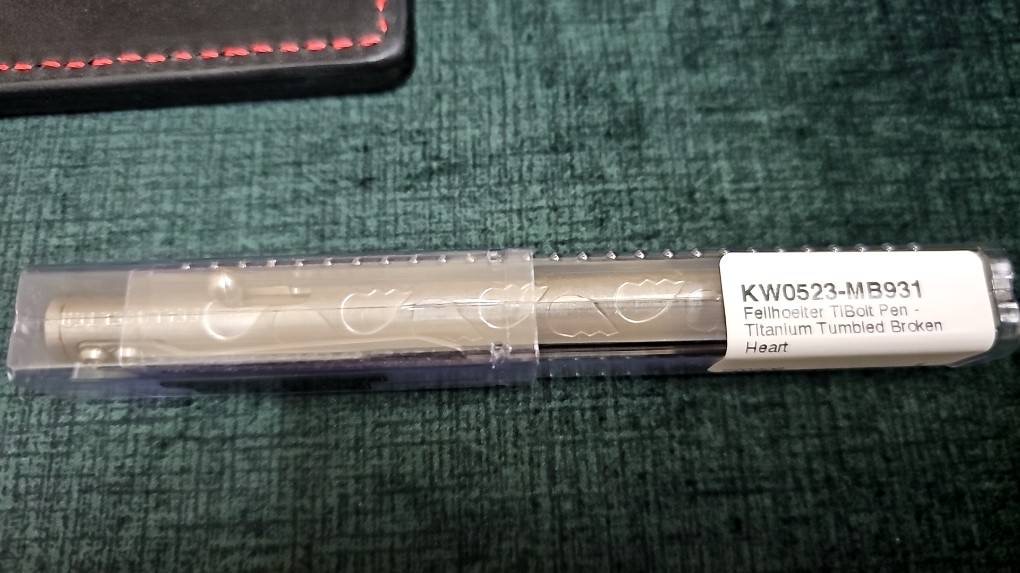 KW0523-MB931
Fellhoelter TiBolt Pen -
Titanium Tumbled Broken
Heart